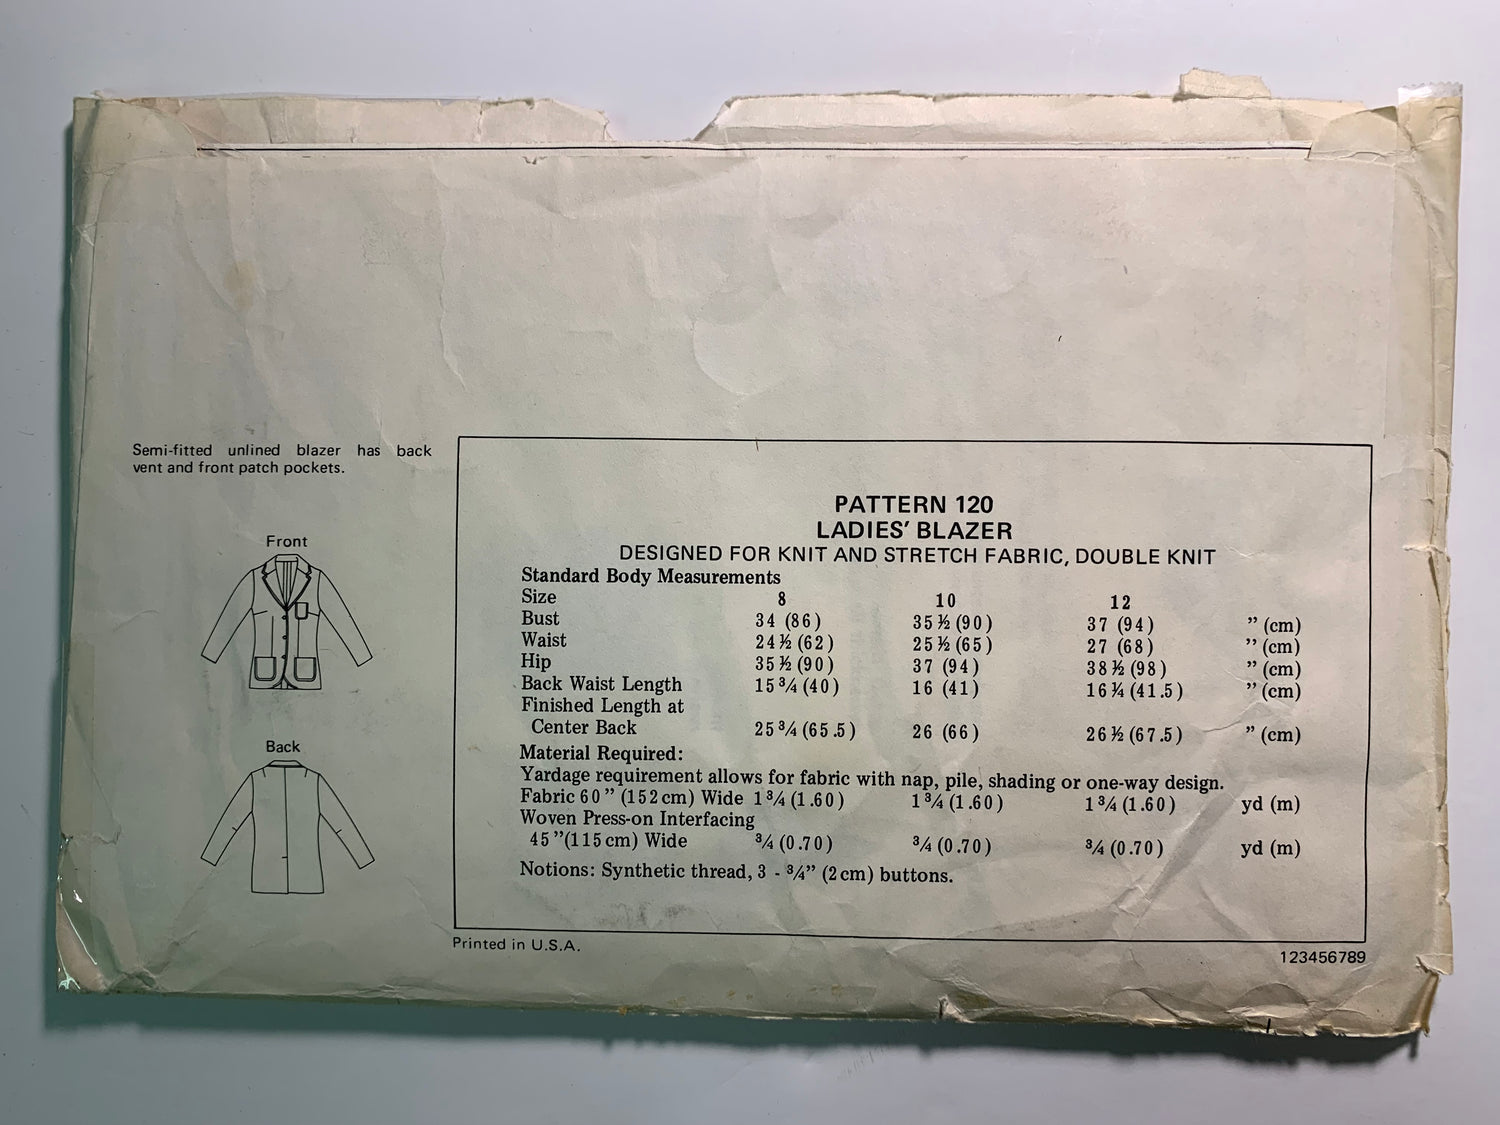 Semi-fitted unlined blazer has back
vent and front patch pockets.
Front
Back
PATTERN 120
LADIES' BLAZER
DESIGNED FOR KNIT AND STRETCH FABRIC, DOUBLE KNIT
Standard Body Measurements
Size 8 10 12
Bust 34 (86) 35½ (90) 37 (94) ” (cm)
Waist 24½ (62) 25½ (65) 27 (68) ” (cm)
Hip 35½ (90) 37 (94) 38½ (98) ” (cm)
Back Waist Length 15¾ (40) 16 (41) 16¼ (41.5) ” (cm)
Finished Length at
Center Back 25¾ (65.5) 26 (66) 26½ (67.5) ” (cm)
Material Required:
Yardage requirement allows for fabric with nap, pile, shading or one-way design.
Fabric 60” (152 cm) Wide 1¾ (1.60) 1¾ (1.60) 1¾ (1.60) yd (m)
Woven Press-on Interfacing
45”(115 cm) Wide ¾ (0.70) ¾ (0.70) ¾ (0.70) yd (m)
Notions: Synthetic thread, 3 - ¾” (2 cm) buttons.
Printed in U.S.A.
123456789